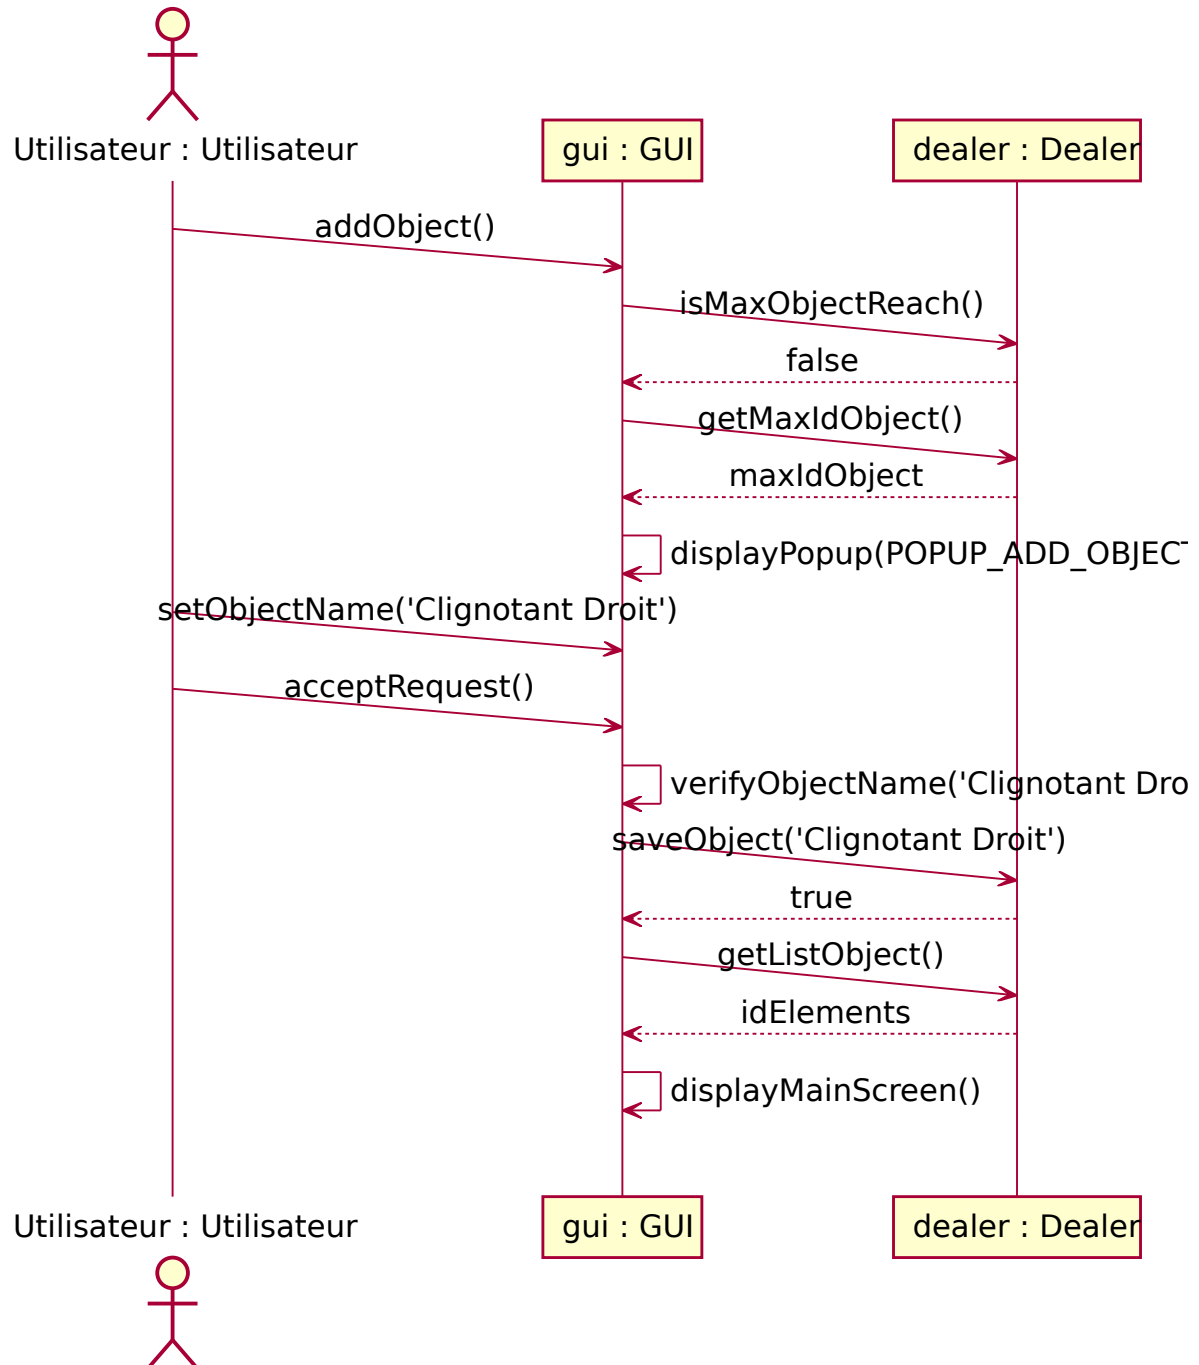 Utilisateur : Utilisateur
gui : GUI
dealer : Dealer
addObject()
isMaxObjectReach()
false
getMaxIdObject()
maxIdObject
displayPopup(POPUP_ADD_OBJECT
setObjectName('Clignotant Droit')
acceptRequest()
verifyObjectName('Clignotant Dro
saveObject('Clignotant Droit')
true
getListObject()
idElements
displayMainScreen()
Utilisateur : Utilisateur
gui : GUI
dealer : Dealer